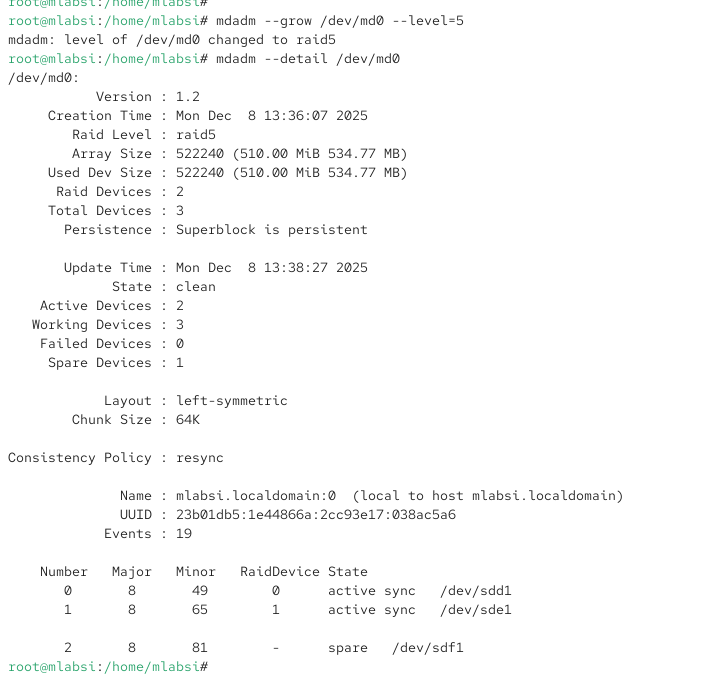 root@mlabsi:/home/mlabsi#
root@mlabsi:/home/mlabsi# mdadm --grow /dev/md0 --level=5
mdadm: level of /dev/md0 changed to raid5
root@mlabsi:/home/mlabsi# mdadm --detail /dev/md0
/dev/md0:
           Version : 1.2
     Creation Time : Mon Dec  8 13:36:07 2025
        Raid Level : raid5
        Array Size : 522240 (510.00 MiB 534.77 MB)
     Used Dev Size : 522240 (510.00 MiB 534.77 MB)
      Raid Devices : 2
     Total Devices : 3
       Persistence : Superblock is persistent

       Update Time : Mon Dec  8 13:38:27 2025
             State : clean
    Active Devices : 2
   Working Devices : 3
    Failed Devices : 0
     Spare Devices : 1

            Layout : left-symmetric
        Chunk Size : 64K

Consistency Policy : resync

              Name : mlabsi.localdomain:0  (local to host mlabsi.localdomain)
              UUID : 23b01db5:1e44866a:2cc93e17:038ac5a6
            Events : 19

    Number   Major   Minor   RaidDevice State
       0       8       49        0      active sync   /dev/sdd1
       1       8       65        1      active sync   /dev/sde1

       2       8       81        -      spare   /dev/sdf1
root@mlabsi:/home/mlabsi#